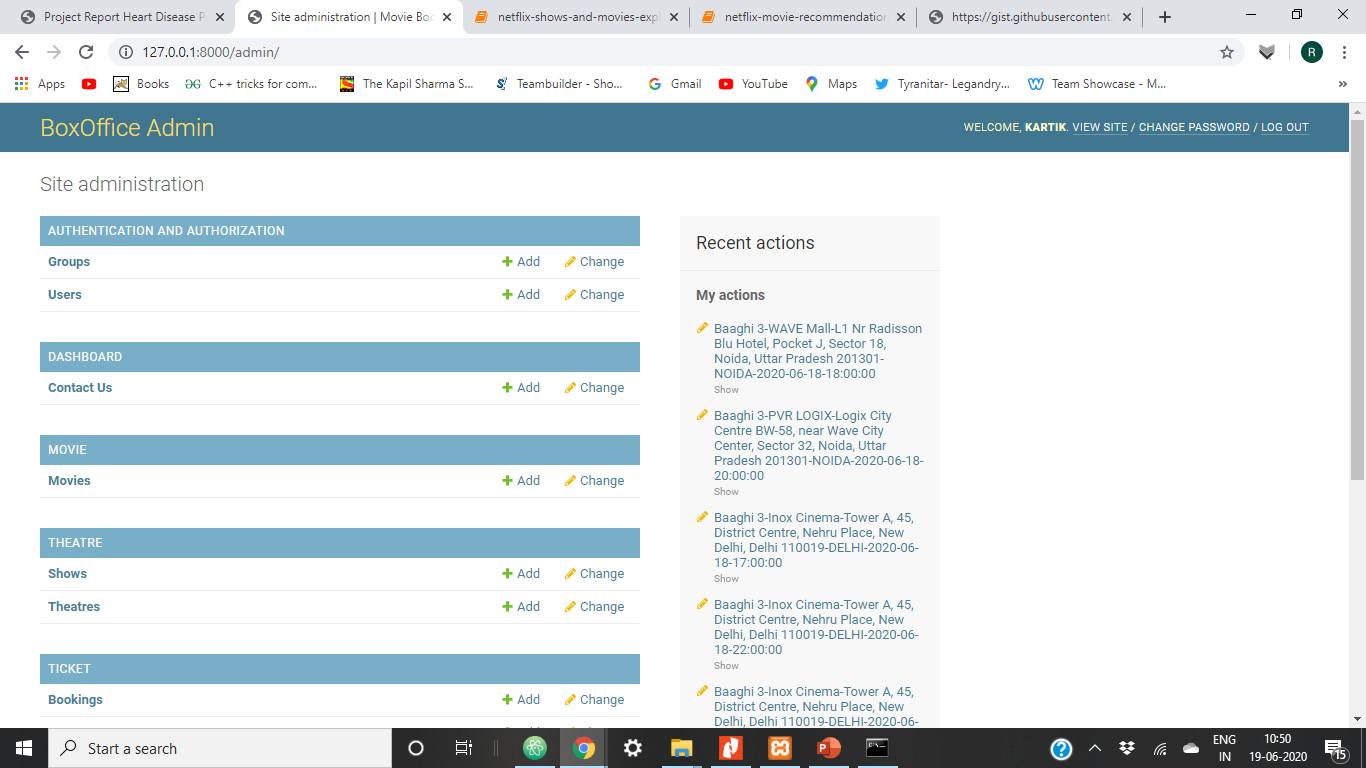 Project Report Heart Disease P
Site administration | Movie Boo
netflix-shows-and-movies-expl
netflix-movie-recommendation
https://gist.githubusercontent.
127.0.0.1:8000/admin/
R
Apps
Books
C++ tricks for com...
The Kapil Sharma S...
Teambuilder - Sho...
Gmail
YouTube
Maps
Tyranitar- Legandry...
Team Showcase - M...
»
BoxOffice Admin
WELCOME, KARTIK. VIEW SITE / CHANGE PASSWORD / LOG OUT
Site administration
AUTHENTICATION AND AUTHORIZATION
Groups Add Change
Users Add Change
DASHBOARD
Contact Us Add Change
MOVIE
Movies Add Change
THEATRE
Shows Add Change
Theatres Add Change
TICKET
Bookings Add Change
Recent actions
My actions
Baaghi 3-WAVE Mall-L1 Nr Radisson
Blu Hotel, Pocket J, Sector 18,
Noida, Uttar Pradesh 201301-
NOIDA-2020-06-18-18:00:00
Show
Baaghi 3-PVR LOGIX-Logix City
Centre BW-58, near Wave City
Center, Sector 32, Noida, Uttar
Pradesh 201301-NOIDA-2020-06-18-
20:00:00
Show
Baaghi 3-Inox Cinema-Tower A, 45,
District Centre, Nehru Place, New
Delhi, Delhi 110019-DELHI-2020-06-
18-17:00:00
Show
Baaghi 3-Inox Cinema-Tower A, 45,
District Centre, Nehru Place, New
Delhi, Delhi 110019-DELHI-2020-06-
18-22:00:00
Show
Baaghi 3-Inox Cinema-Tower A, 45,
District Centre, Nehru Place, New
Delhi, Delhi 110019-DELHI-2020-06-
Start a search
ENG
IN
10:50
19-06-2020
15